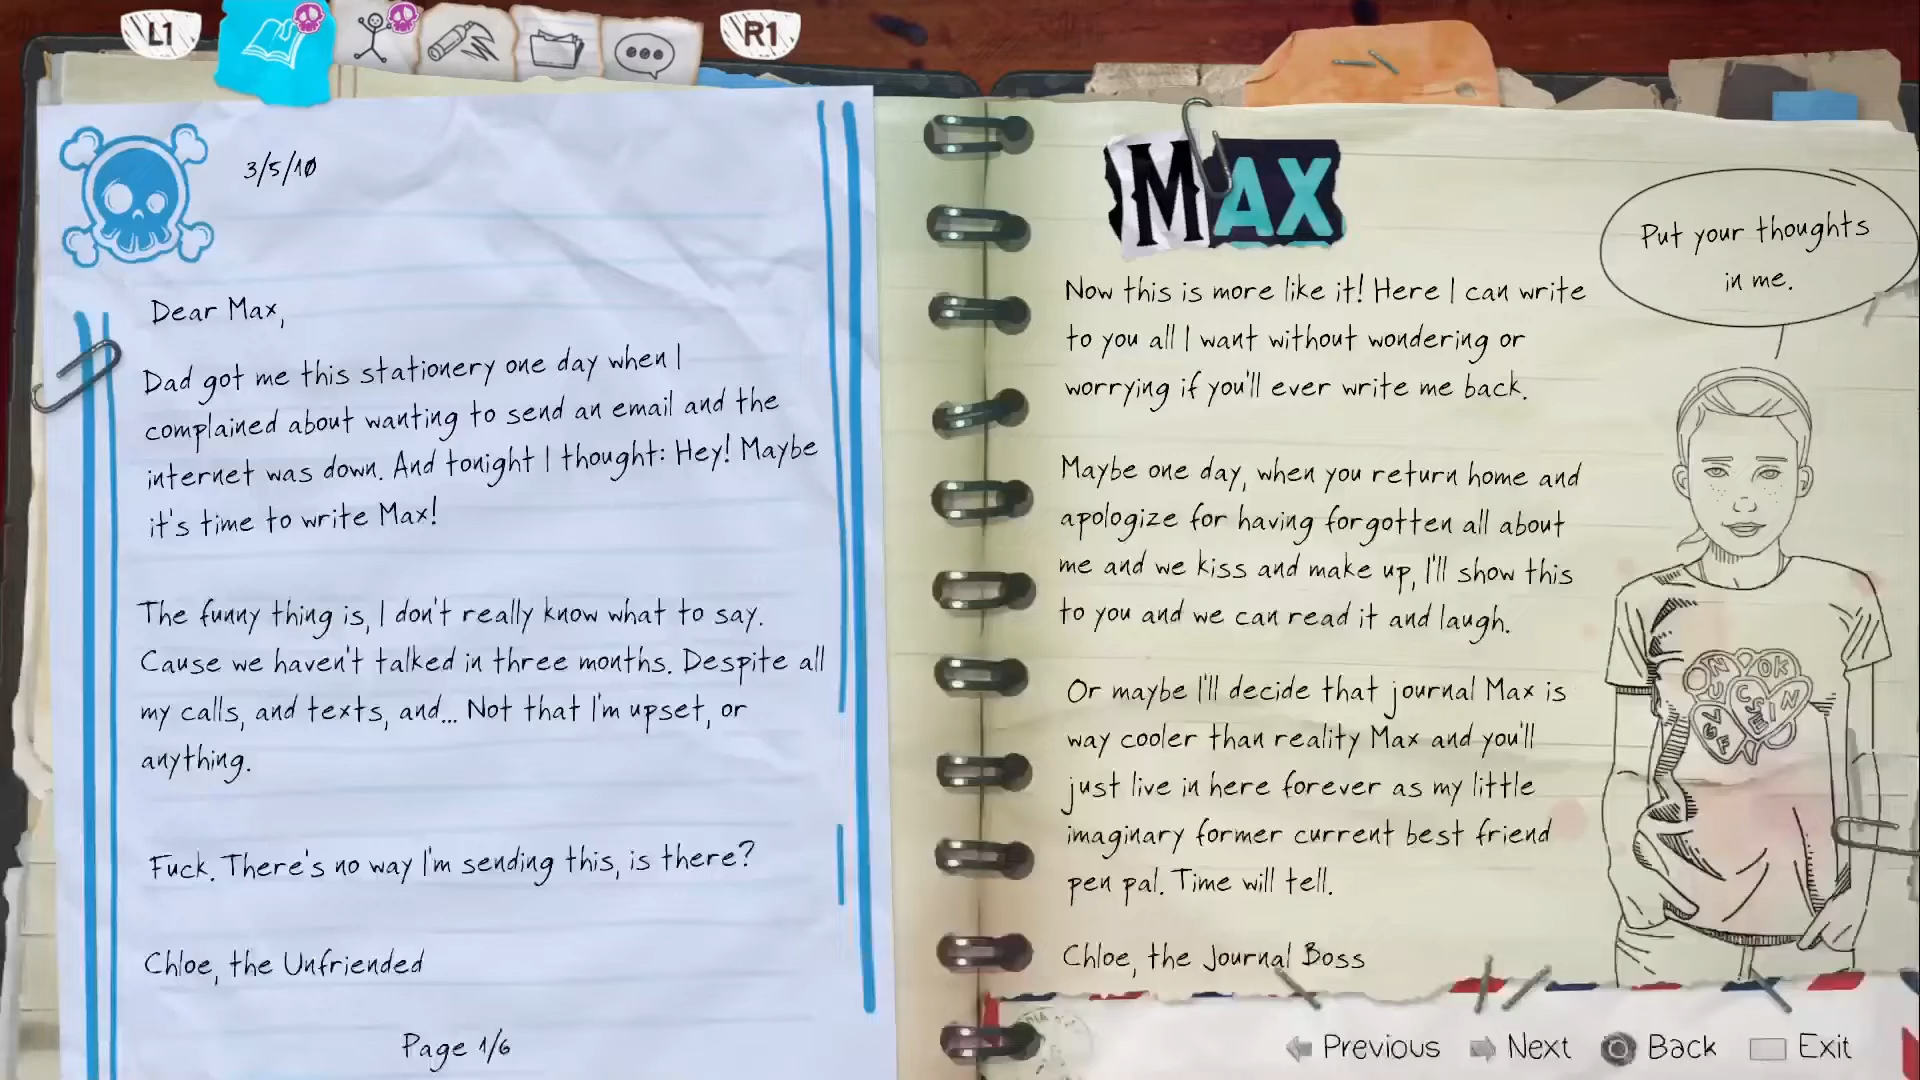 L1
R1
3/5/10
Dear Max,
Dad got me this stationery one day when I
complained about wanting to send an email and the
internet was down. And tonight I thought: Hey! Maybe
it's time to write Max!
The funny thing is, I don't really know what to say.
Cause we haven't talked in three months. Despite all
my calls, and texts, and... Not that I'm upset, or
anything.
Fuck. There's no way I'm sending this, is there?
Chloe, the Unfriended
Page 1/6
MAX
Now this is more like it! Here I can write
to you all I want without wondering or
worrying if you'll ever write me back.
Maybe one day, when you return home and
apologize for having forgotten all about
me and we kiss and make up, I'll show this
to you and we can read it and laugh.
Or maybe I'll decide that journal Max is
way cooler than reality Max and you'll
just live in here forever as my little
imaginary former current best friend
pen pal. Time will tell.
Chloe, the Journal Boss
Put your thoughts
in me.
Previous
Next
Back
Exit